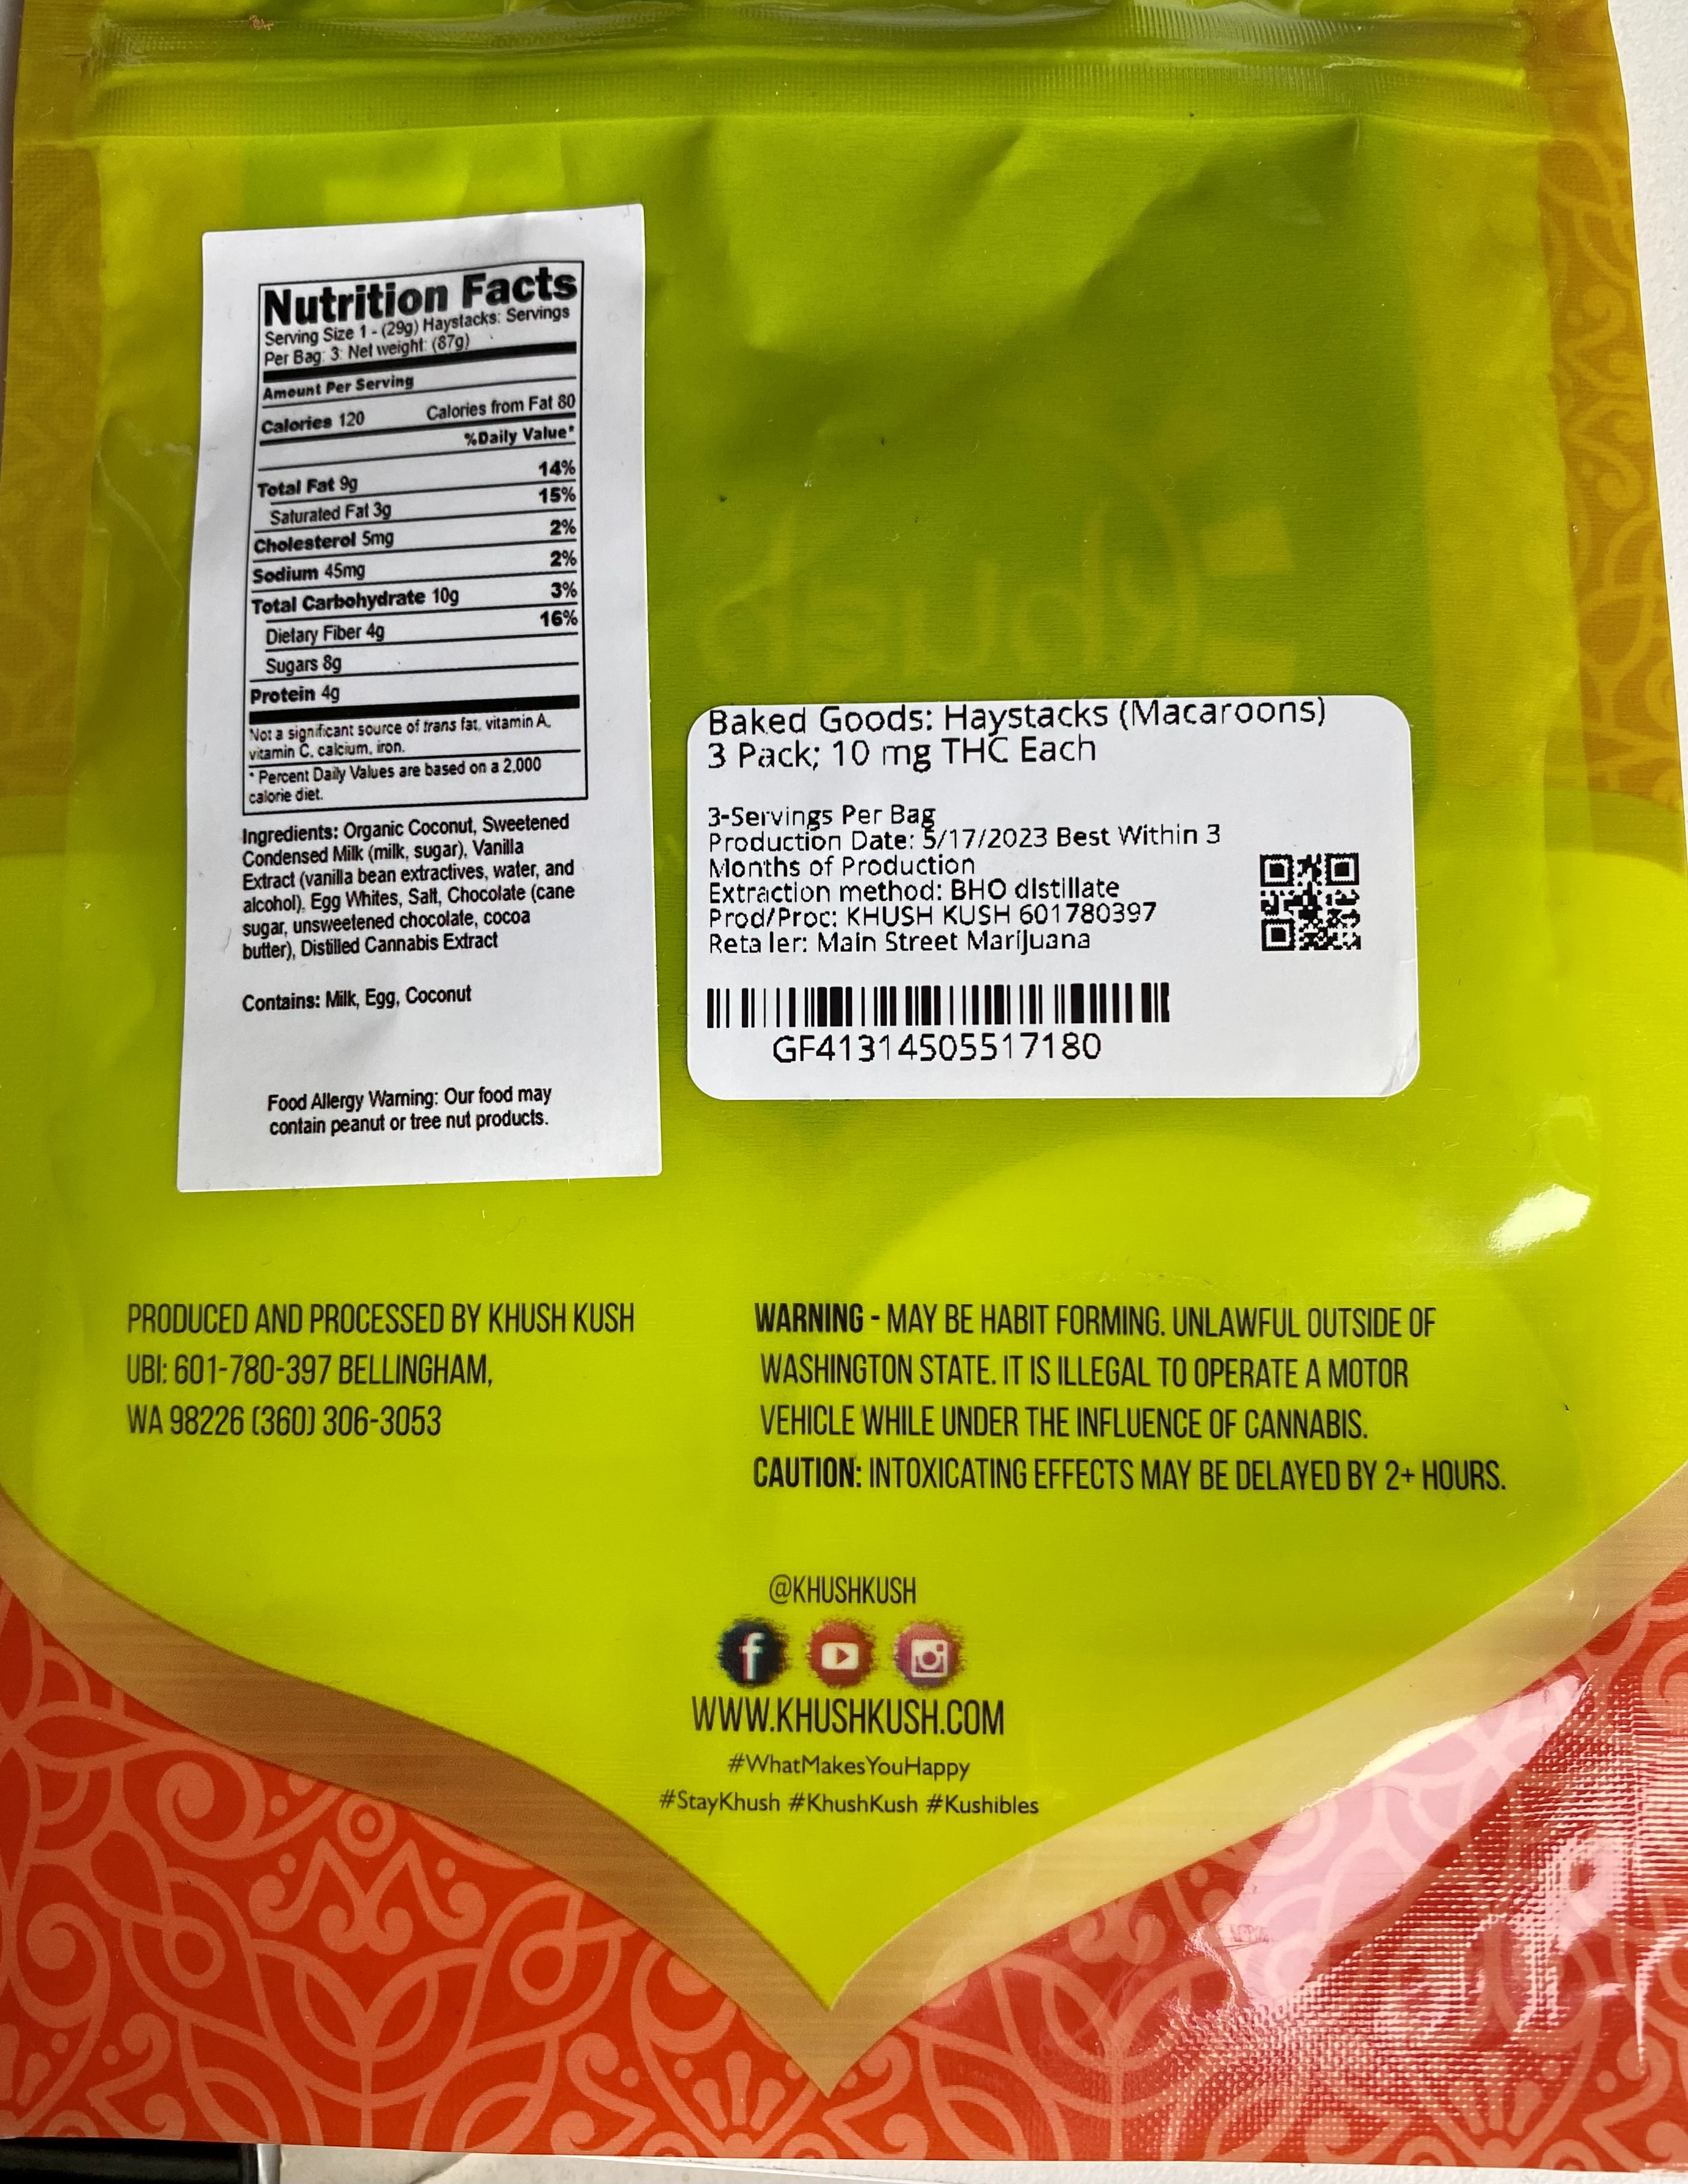 Nutrition Facts
Serving Size 1 - (29g) Haystacks: Servings
Per Bag: 3: Net weight: (87g)
Amount Per Serving
Calories 120 Calories from Fat 80
%Daily Value*
Total Fat 9g 14%
Saturated Fat 3g 15%
Cholesterol 5mg 2%
Sodium 45mg 2%
Total Carbohydrate 10g 3%
Dietary Fiber 4g 16%
Sugars 8g
Protein 4g
Not a significant source of trans fat, vitamin A,
vitamin C, calcium, iron.
* Percent Daily Values are based on a 2,000
calorie diet.
Ingredients: Organic Coconut, Sweetened
Condensed Milk (milk, sugar), Vanilla
Extract (vanilla bean extractives, water, and
alcohol), Egg Whites, Salt, Chocolate (cane
sugar, unsweetened chocolate, cocoa
butter), Distilled Cannabis Extract
Contains: Milk, Egg, Coconut
Food Allergy Warning: Our food may
contain peanut or tree nut products.
Baked Goods: Haystacks (Macaroons)
3 Pack; 10 mg THC Each
3-Servings Per Bag
Production Date: 5/17/2023 Best Within 3
Months of Production
Extraction method: BHO distillate
Prod/Proc: KHUSH KUSH 601780397
Reta ler: Main Street Marijuana
GF41314505517180
PRODUCED AND PROCESSED BY KHUSH KUSH
UBI: 601-780-397 BELLINGHAM,
WA 98226 (360) 306-3053
WARNING - MAY BE HABIT FORMING. UNLAWFUL OUTSIDE OF
WASHINGTON STATE. IT IS ILLEGAL TO OPERATE A MOTOR
VEHICLE WHILE UNDER THE INFLUENCE OF CANNABIS.
CAUTION: INTOXICATING EFFECTS MAY BE DELAYED BY 2+ HOURS.
@KHUSHKUSH
WWW.KHUSHKUSH.COM
#WhatMakesYouHappy
#StayKhush #KhushKush #Kushibles